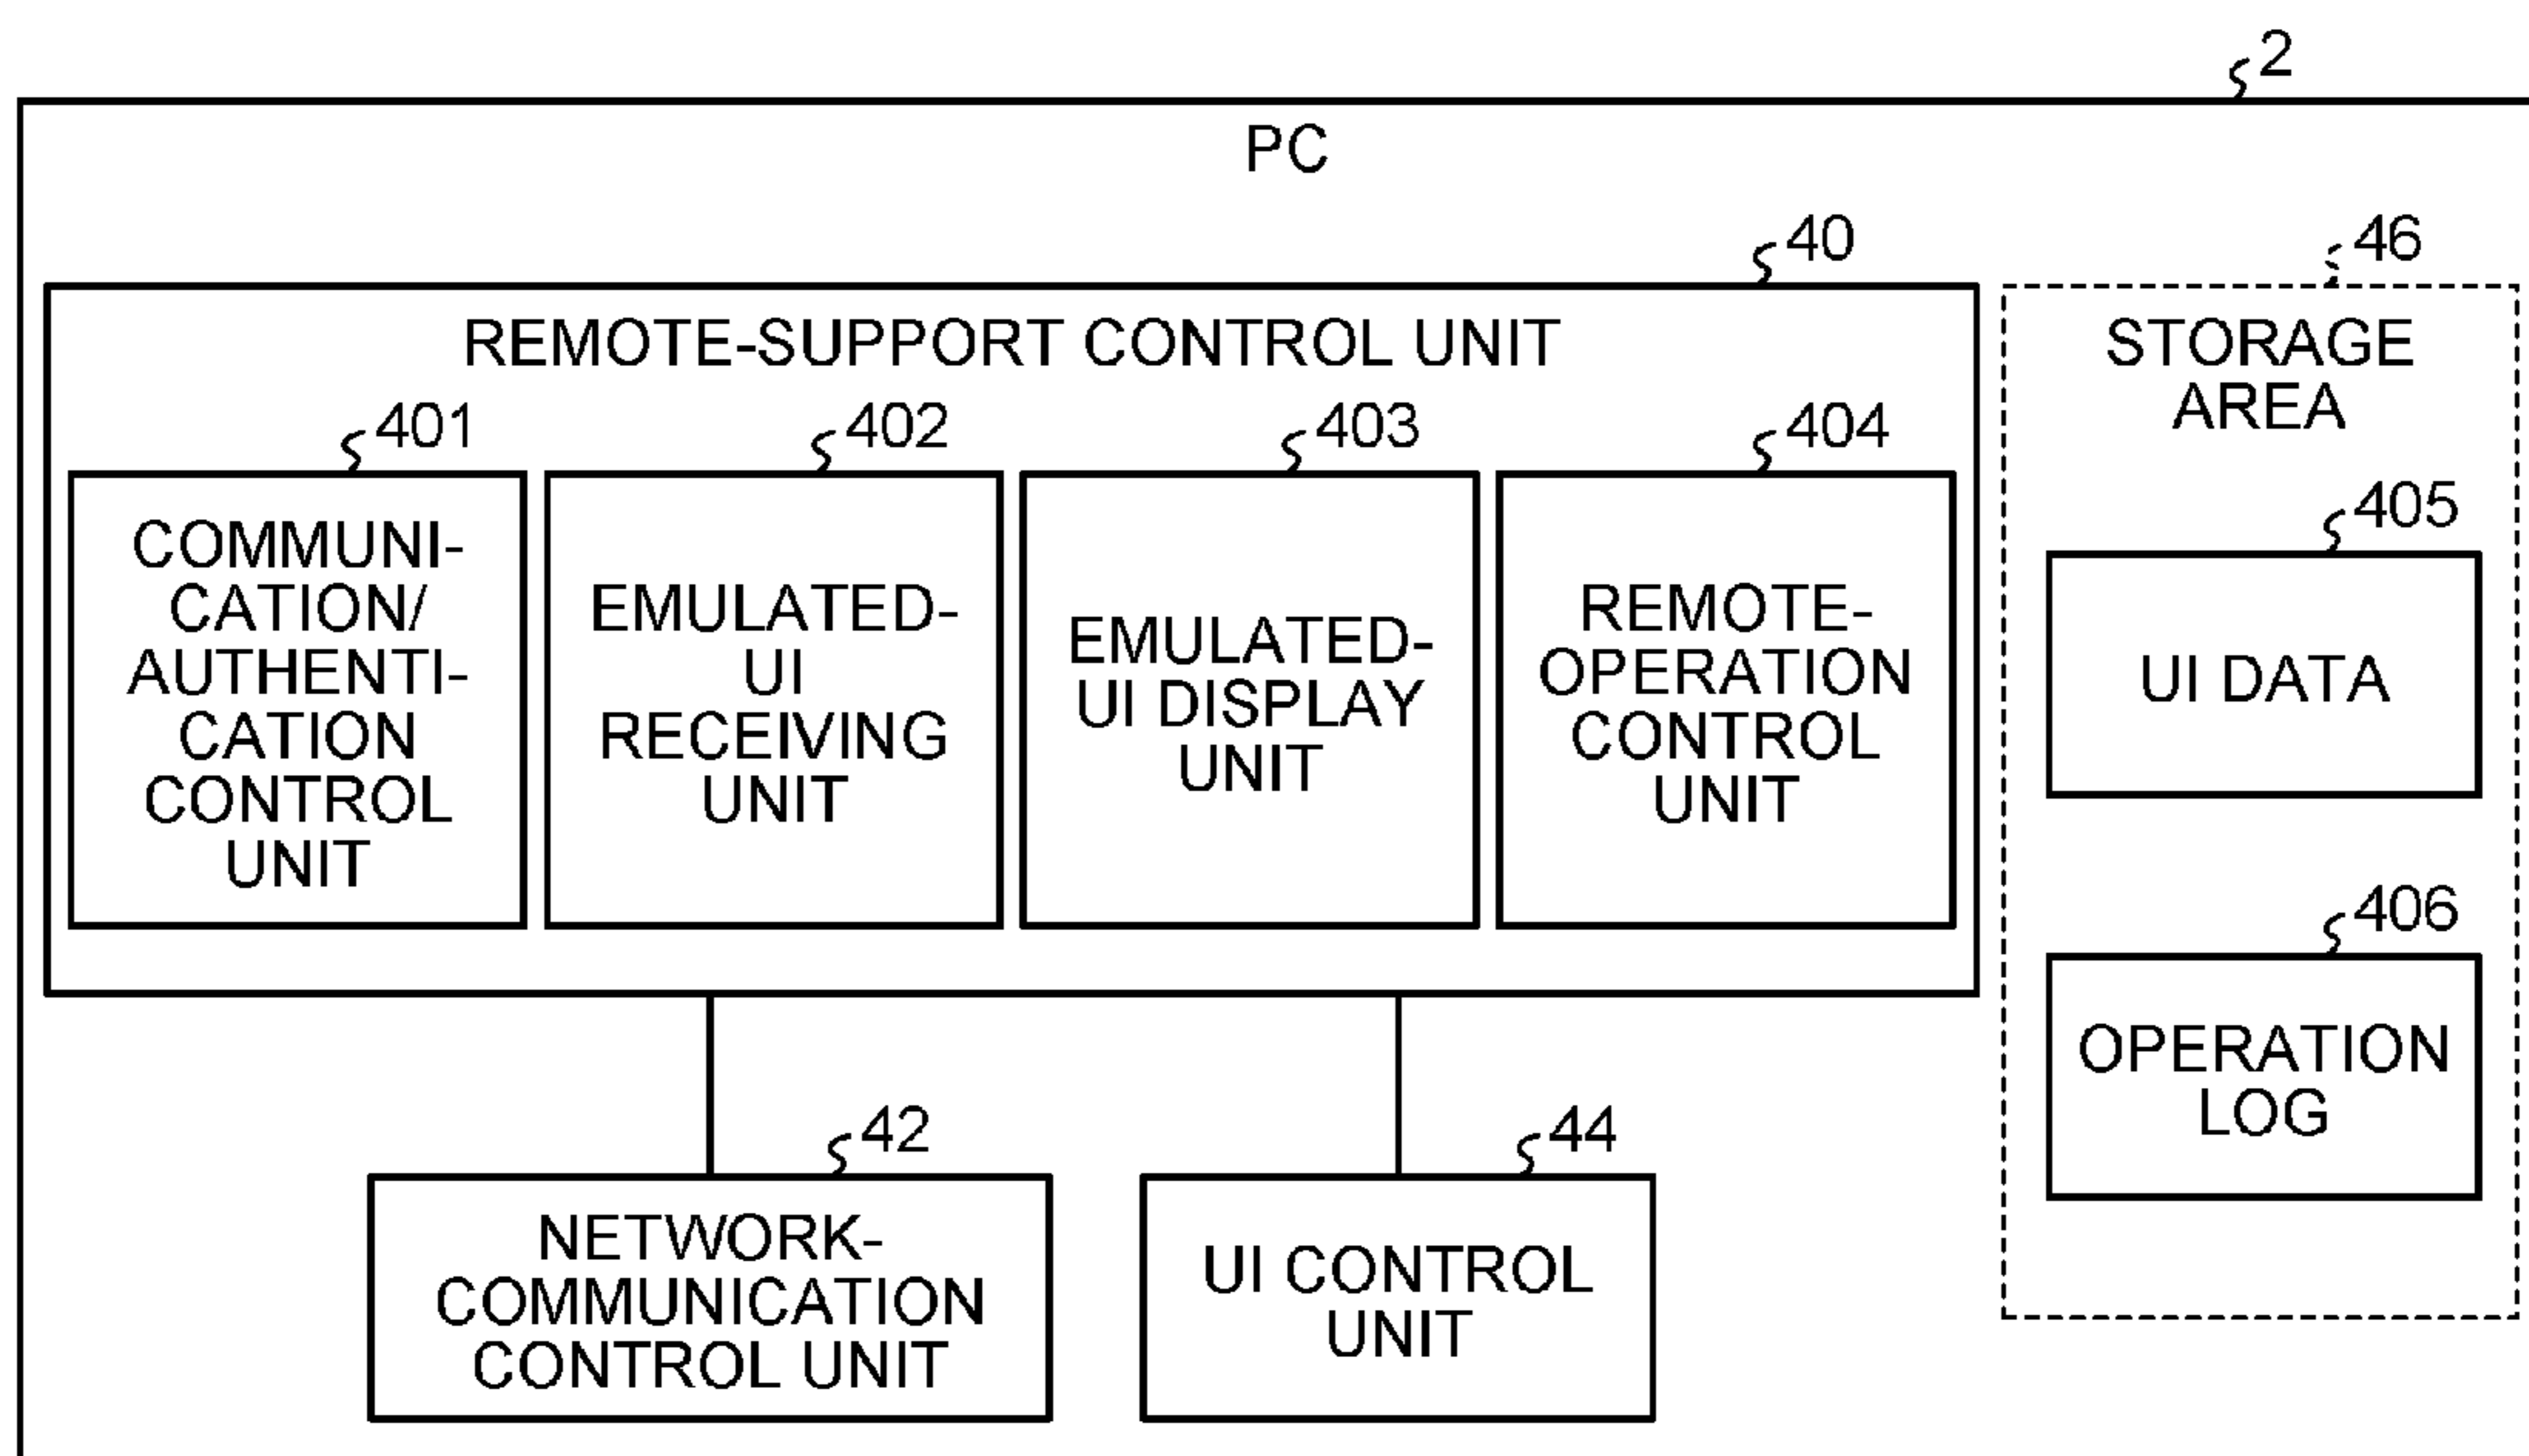 2
PC
40
46
REMOTE-SUPPORT CONTROL UNIT
STORAGE
AREA
401
402
403
404
COMMUNI-
CATION/
AUTHENTI-
CATION
CONTROL
UNIT
EMULATED-
UI
RECEIVING
UNIT
EMULATED-
UI DISPLAY
UNIT
REMOTE-
OPERATION
CONTROL
UNIT
405
UI DATA
406
OPERATION
LOG
42
NETWORK-
COMMUNICATION
CONTROL UNIT
44
UI CONTROL
UNIT